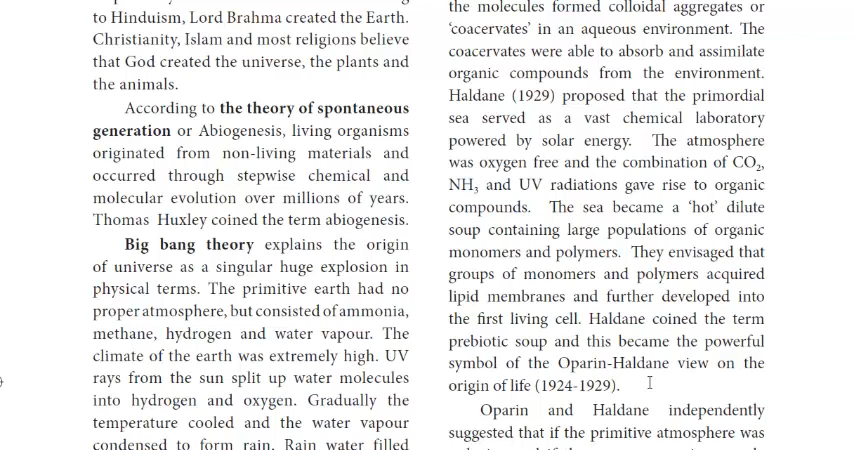 to Hinduism, Lord Brahma created the Earth.
Christianity, Islam and most religions believe
that God created the universe, the plants and
the animals.
According to the theory of spontaneous
generation or Abiogenesis, living organisms
originated from non-living materials and
occurred through stepwise chemical and
molecular evolution over millions of years.
Thomas Huxley coined the term abiogenesis.
Big bang theory explains the origin
of universe as a singular huge explosion in
physical terms. The primitive earth had no
proper atmosphere, but consisted of ammonia,
methane, hydrogen and water vapour. The
climate of the earth was extremely high. UV
rays from the sun split up water molecules
into hydrogen and oxygen. Gradually the
temperature cooled and the water vapour
condensed to form rain. Rain water filled
the molecules formed colloidal aggregates or
‘coacervates’ in an aqueous environment. The
coacervates were able to absorb and assimilate
organic compounds from the environment.
Haldane (1929) proposed that the primordial
sea served as a vast chemical laboratory
powered by solar energy. The atmosphere
was oxygen free and the combination of CO₂,
NH₃ and UV radiations gave rise to organic
compounds. The sea became a ‘hot’ dilute
soup containing large populations of organic
monomers and polymers. They envisaged that
groups of monomers and polymers acquired
lipid membranes and further developed into
the first living cell. Haldane coined the term
prebiotic soup and this became the powerful
symbol of the Oparin-Haldane view on the
origin of life (1924-1929).
Oparin and Haldane independently
suggested that if the primitive atmosphere was